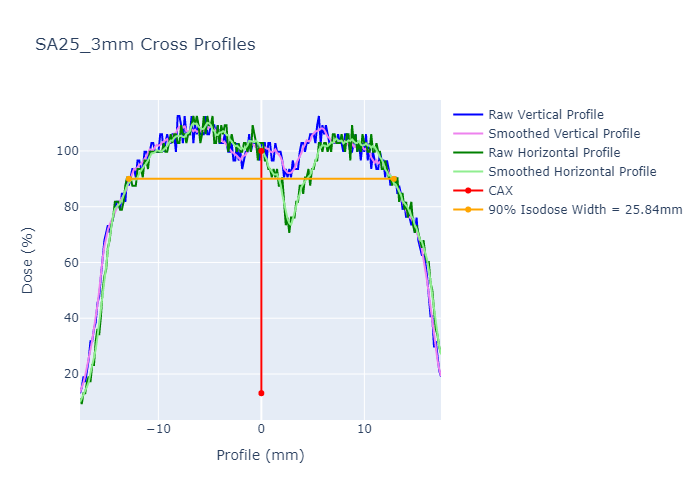 SA25_3mm Cross Profiles
Raw Vertical Profile
Smoothed Vertical Profile
Raw Horizontal Profile
Smoothed Horizontal Profile
CAX
90% Isodose Width = 25.84mm
Dose (%)
100
80
60
40
20
−10
0
10
Profile (mm)